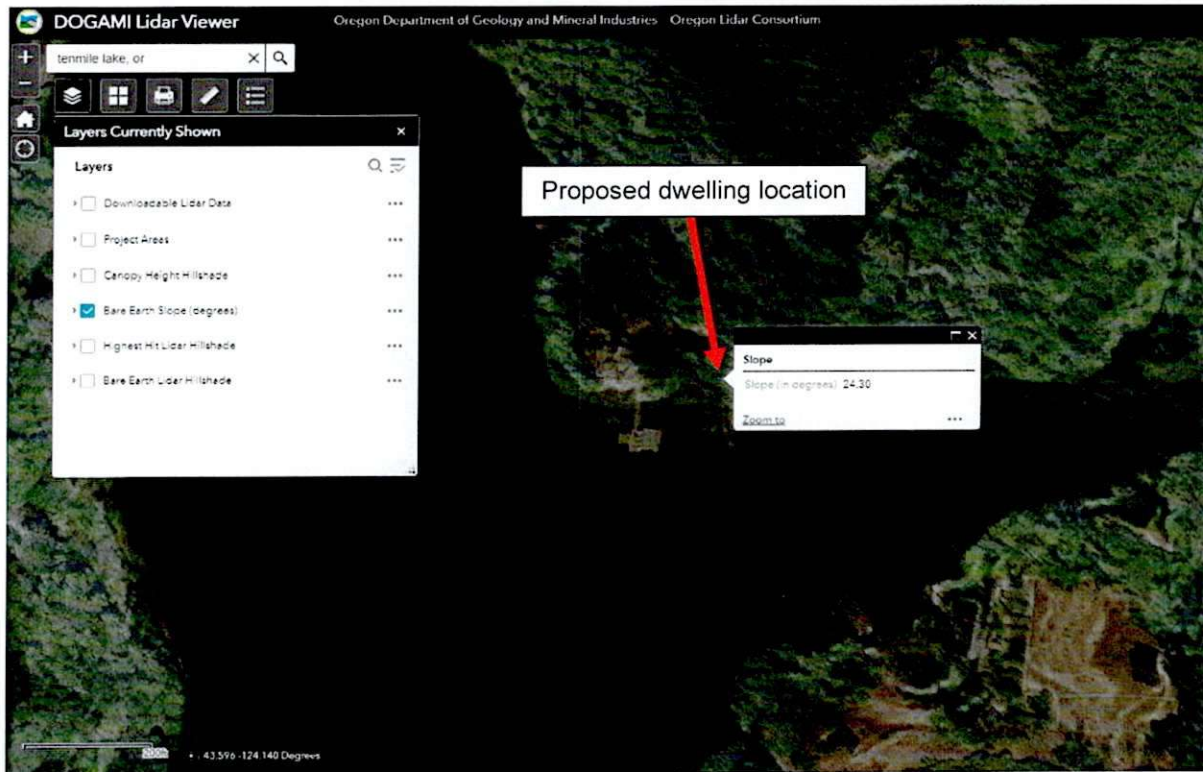 DOGAMI Lidar Viewer
Oregon Department of Geology and Mineral Industries Oregon Lidar Consortium
tenmile lake, or
Layers Currently Shown
Layers
Downloadable Lidar Data
Project Areas
Canopy Height Hillshade
Bare Earth Slope (degrees)
Highest Hit Lidar Hillshade
Bare Earth Lidar Hillshade
Proposed dwelling location
Slope
Slope (in degrees) 24.30
Zoom to
200ft
43.596 -124.140 Degrees